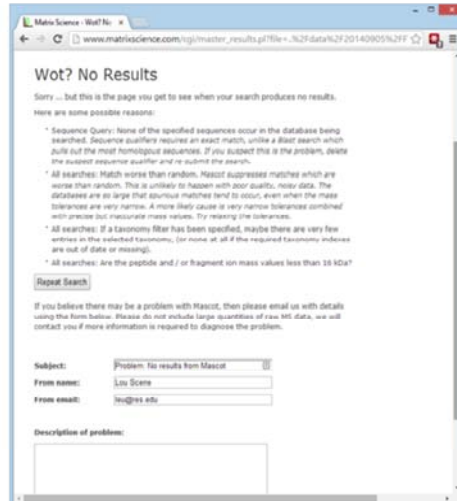 Matrix Science - Wot? No
www.matrixscience.com/cgi/master_results.pl?file=..%2Fdata%2F20140905%2FF
Wot? No Results
Sorry ... but this is the page you get to see when your search produces no results.
Here are some possible reasons:
* Sequence Query: None of the specified sequences occur in the database being
searched. Sequence qualifiers requires an exact match, unlike a Blast search which
pulls out the most homologous sequences. If you suspect this is the problem, delete
the suspect sequence qualifier and re-submit the search.
* All searches: Match worse than random. Mascot suppresses matches which are
worse than random. This is unlikely to happen with poor quality, noisy data. The
databases are so large that spurious matches tend to occur, even when the mass
tolerances are very narrow. A more likely cause is very narrow tolerances combined
with precise but inaccurate mass values. Try relaxing the tolerances.
* All searches: If a taxonomy filter has been specified, maybe there are very few
entries in the selected taxonomy, (or none at all if the required taxonomy indexes
are out of date or missing).
* All searches: Are the peptide and / or fragment ion mass values less than 16 kDa?
Repeat Search
If you believe there may be a problem with Mascot, then please email us with details
using the form below. Please do not include large quantities of raw MS data, we will
contact you if more information is required to diagnose the problem.
Subject: Problem: No results from Mascot
From name: Lou Scene
From email: leu@res.edu
Description of problem: